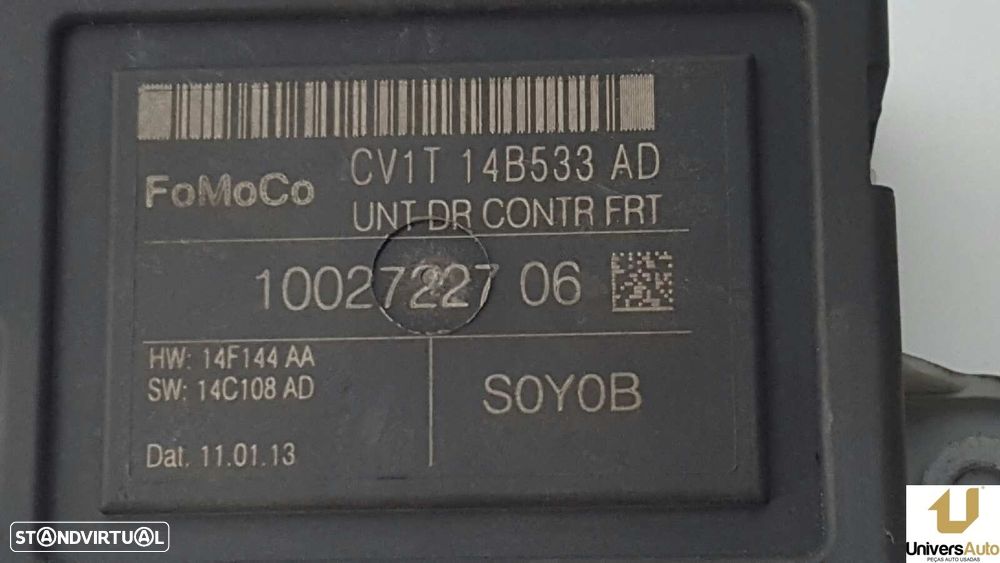 CV1T 14B533 AD
FoMoCo
UNT DR CONTR FRT
10027227 06
HW: 14F144 AA
SW: 14C108 AD
S0Y0B
Dat. 11.01.13
STANDVIRTUAL
UniversAuto
PEÇAS AUTO USADAS